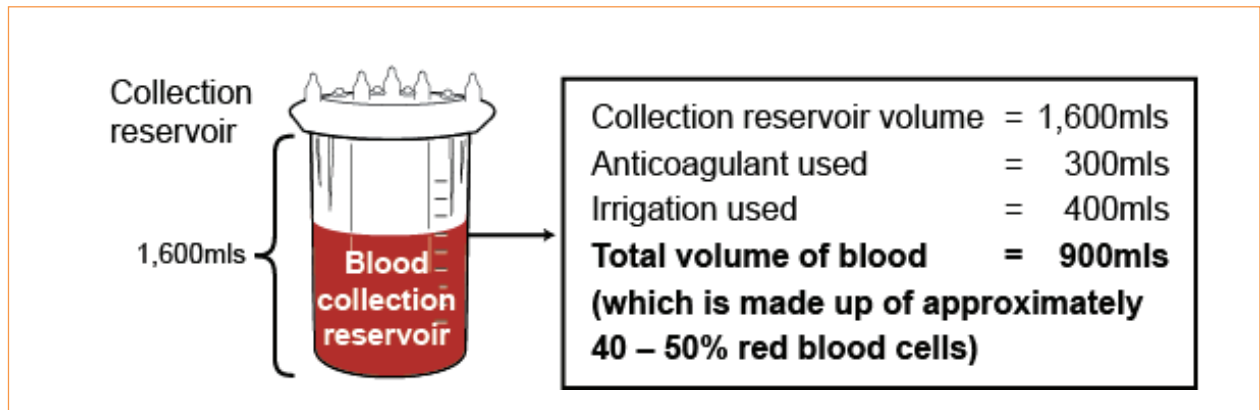 Collection
reservoir
1,600mls
Blood
collection
reservoir
Collection reservoir volume = 1,600mls
Anticoagulant used = 300mls
Irrigation used = 400mls
Total volume of blood = 900mls
(which is made up of approximately
40 – 50% red blood cells)